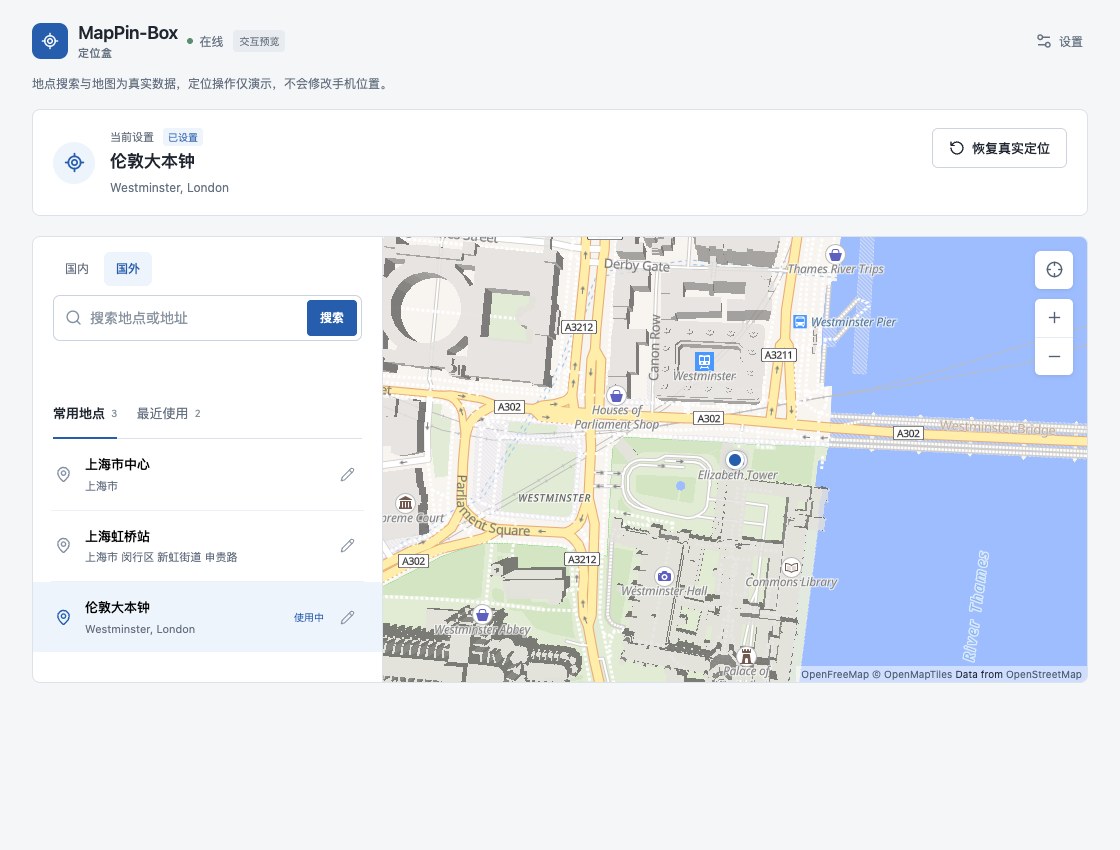 MapPin-Box
在线
交互预览
设置
定位盒
地点搜索与地图为真实数据，定位操作仅演示，不会修改手机位置。
当前设置
已设置
伦敦大本钟
Westminster, London
恢复真实定位
国内
国外
搜索地点或地址
搜索
常用地点 3
最近使用 2
上海市中心
上海市
上海虹桥站
上海市 闵行区 新虹街道 申贵路
伦敦大本钟
Westminster, London
使用中
Derby Gate
Thames River Trips
Westminster Pier
A3212
Canon Row
A3211
Westminster
A302
Houses of
Parliament Shop
A302
A302
Westminster Bridge
Elizabeth Tower
WESTMINSTER
Parliament Square
preme Court
A302
A3212
Westminster Hall
Commons Library
River Thames
Westminster Abbey
Palace of
OpenFreeMap © OpenMapTiles Data from OpenStreetMap